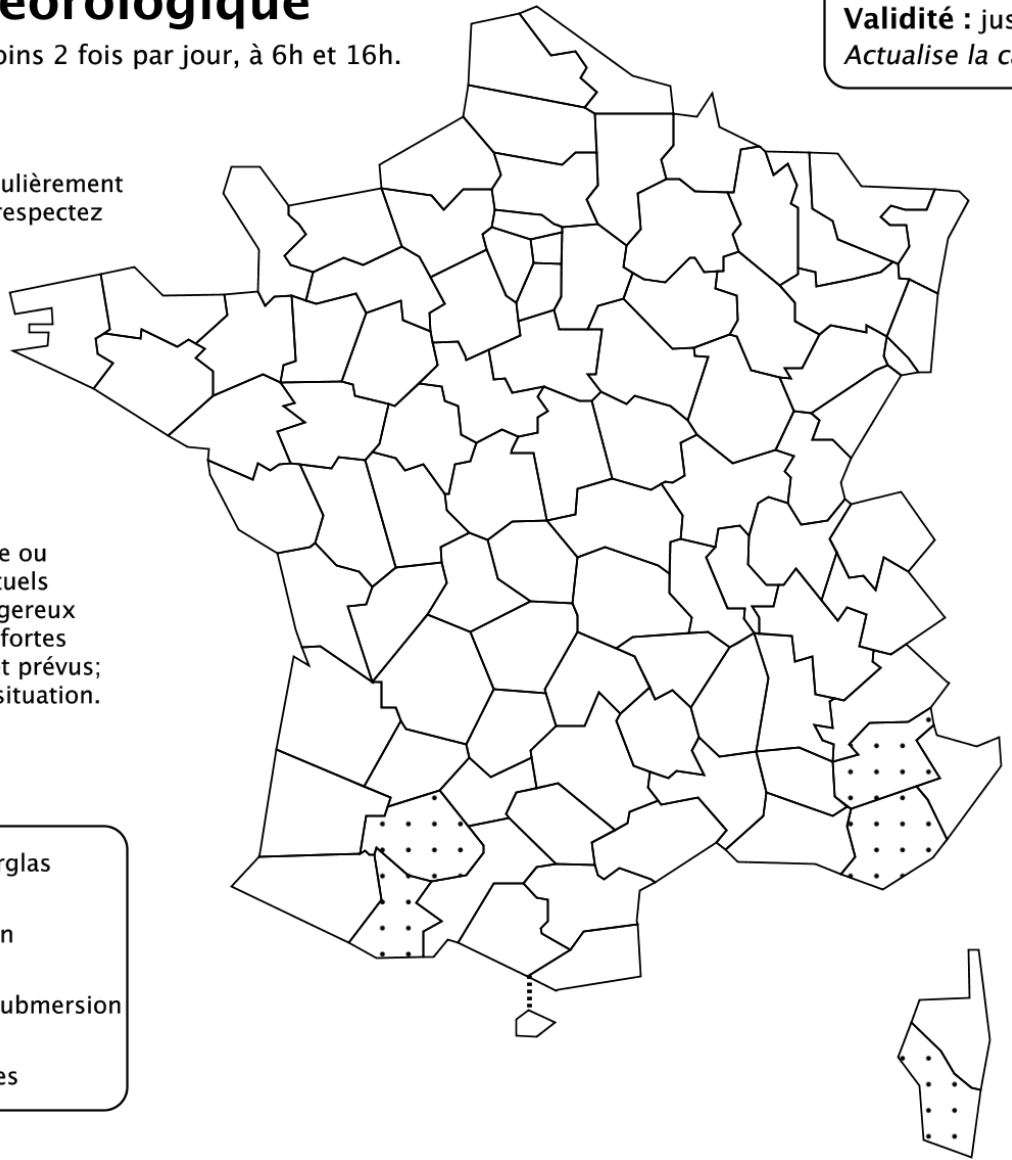 éorologique
oins 2 fois par jour, à 6h et 16h.
Validité : jus
Actualise la ca
ulièrement
respectez
e ou
tuels
gereux
fortes
t prévus;
situation.
rglas
n
ubmersion
es